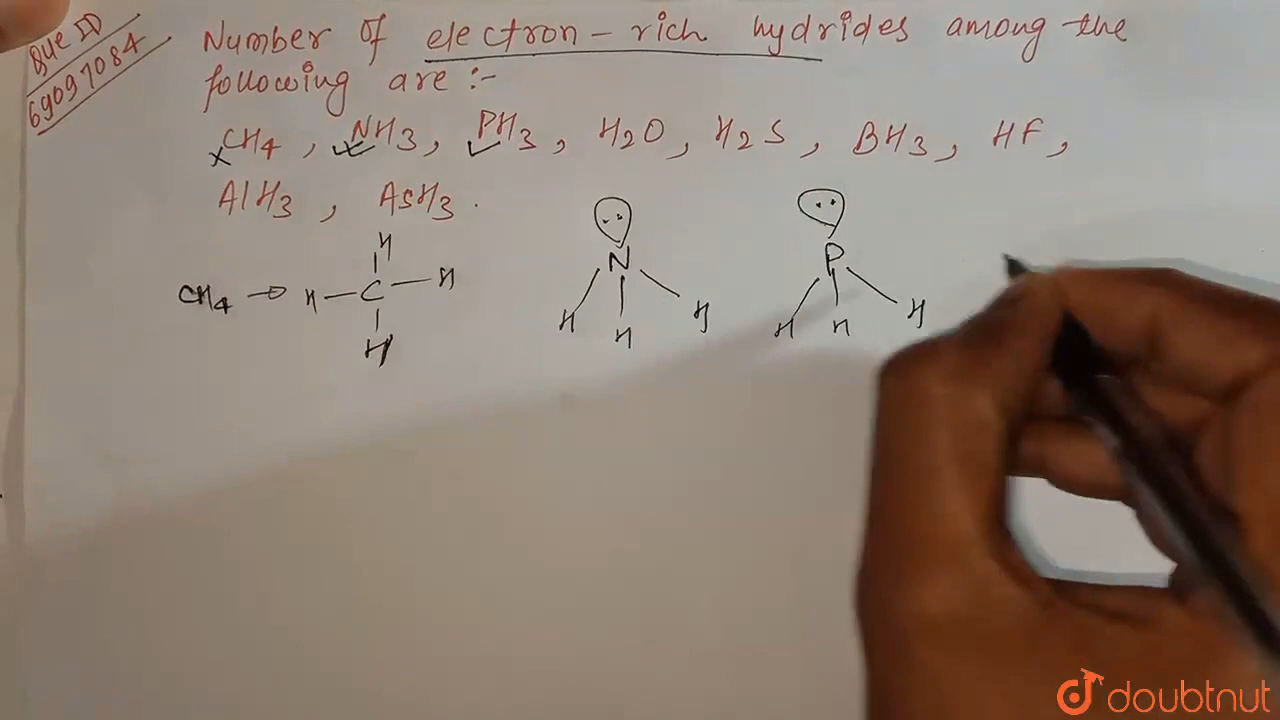 Que ID
69097084
Number of electron-rich hydrides among the
following are :-
CH4 , NH3, PH3, H2O, H2S, BH3, HF,
AlH3 , AsH3 .
CH4 → H - C - H
H
H
N
H H H
P
H H H
doubtnut